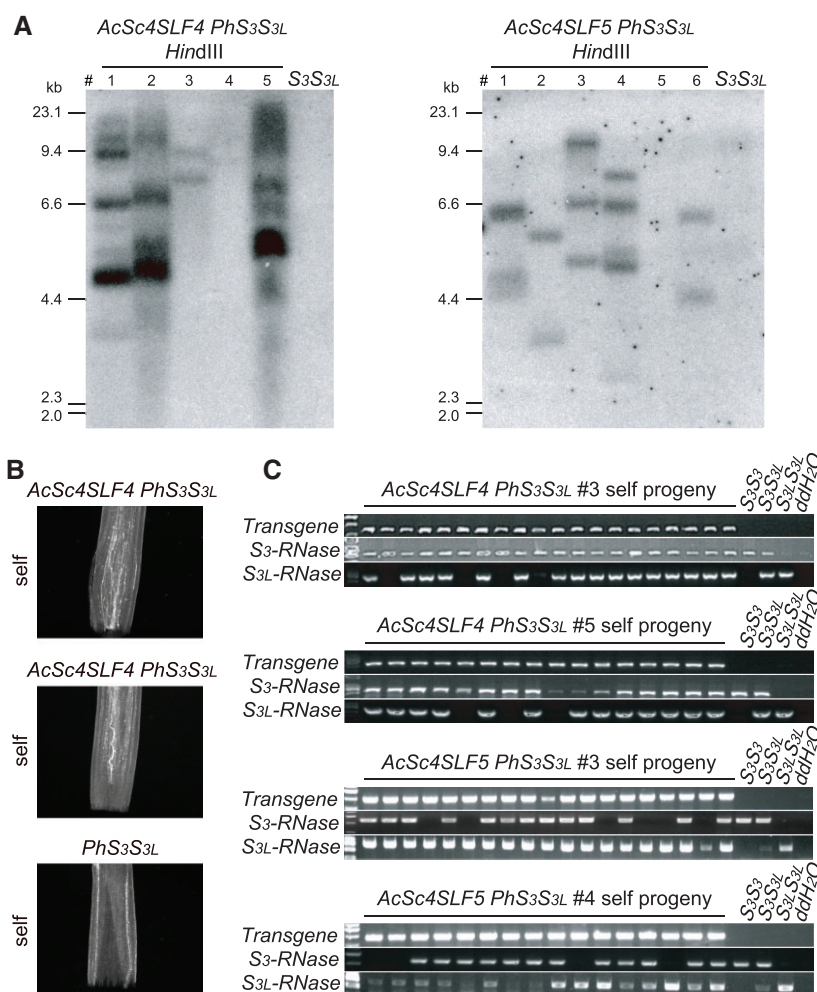 A
AcSc4SLF4 PhS3S3L
HindIII
kb
# 1 2 3 4 5 S3S3L
23.1
9.4
6.6
4.4
2.3
2.0
AcSc4SLF5 PhS3S3L
HindIII
kb
# 1 2 3 4 5 6 S3S3L
23.1
9.4
6.6
4.4
2.3
2.0
B
AcSc4SLF4 PhS3S3L
self
AcSc4SLF4 PhS3S3L
self
PhS3S3L
self
C
AcSc4SLF4 PhS3S3L #3 self progeny
S3S3
S3S3L
S3LS3L
ddH2O
Transgene
S3-RNase
S3L-RNase
AcSc4SLF4 PhS3S3L #5 self progeny
S3S3
S3S3L
S3LS3L
ddH2O
Transgene
S3-RNase
S3L-RNase
AcSc4SLF5 PhS3S3L #3 self progeny
S3S3
S3S3L
S3LS3L
ddH2O
Transgene
S3-RNase
S3L-RNase
AcSc4SLF5 PhS3S3L #4 self progeny
S3S3
S3S3L
S3LS3L
ddH2O
Transgene
S3-RNase
S3L-RNase